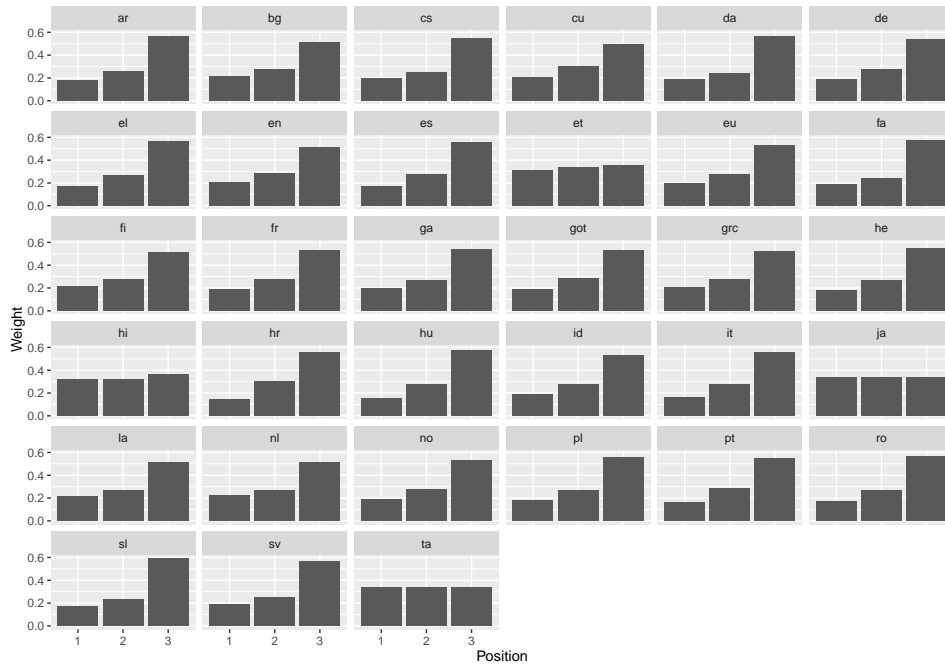 ar bg cs cu da de
0.6
0.4
0.2
0.0
el en es et eu fa
0.6
0.4
0.2
0.0
fi fr ga got grc he
0.6
0.4
0.2
0.0
hi hr hu id it ja
0.6
0.4
0.2
0.0
la nl no pl pt ro
0.6
0.4
0.2
0.0
sl sv ta
0.6
0.4
0.2
0.0
1 2 3 1 2 3 1 2 3
Weight
Position